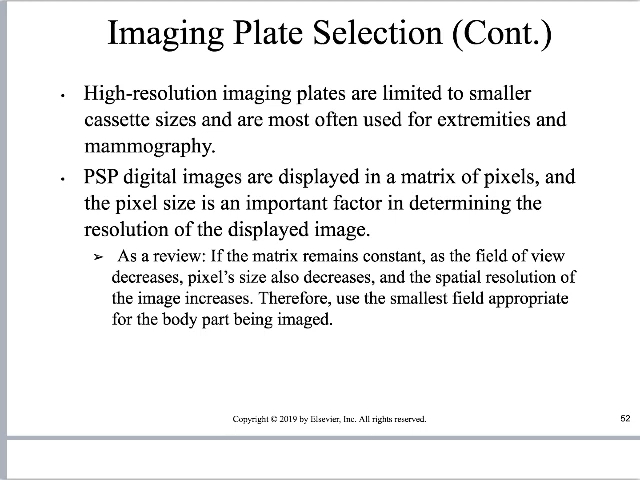 Imaging Plate Selection (Cont.)
• High-resolution imaging plates are limited to smaller
cassette sizes and are most often used for extremities and
mammography.
• PSP digital images are displayed in a matrix of pixels, and
the pixel size is an important factor in determining the
resolution of the displayed image.
➢ As a review: If the matrix remains constant, as the field of view
decreases, pixel's size also decreases, and the spatial resolution of
the image increases. Therefore, use the smallest field appropriate
for the body part being imaged.
Copyright © 2019 by Elsevier, Inc. All rights reserved.
52